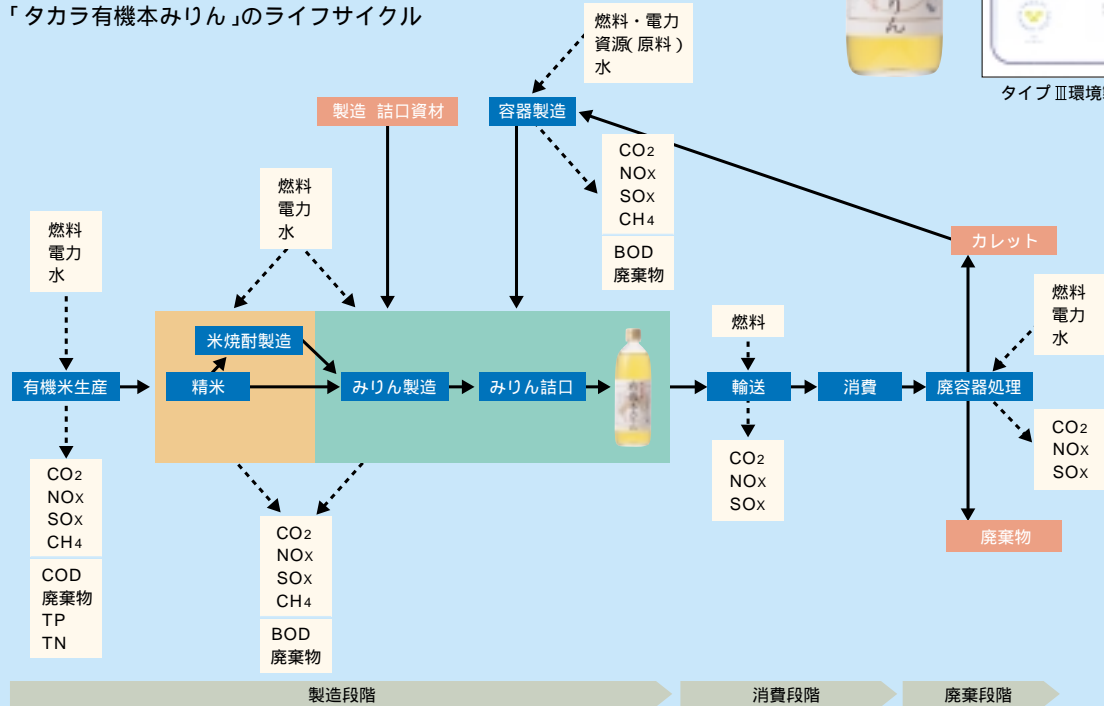 「タカラ有機本みりん」のライフサイクル
燃料・電力
資源(原料)
水
りん
タイプⅢ環境
製造 詰口資材
容器製造
CO2
NOX
SOX
CH4
BOD
廃棄物
燃料
電力
水
燃料
電力
水
カレット
燃料
電力
水
燃料
米焼酎製造
有機米生産
精米
みりん製造
みりん詰口
輸送
消費
廃容器処理
CO2
NOX
SOX
CH4
COD
廃棄物
TP
TN
CO2
NOX
SOX
CH4
BOD
廃棄物
CO2
NOX
SOX
CO2
NOX
SOX
廃棄物
製造段階
消費段階
廃棄段階